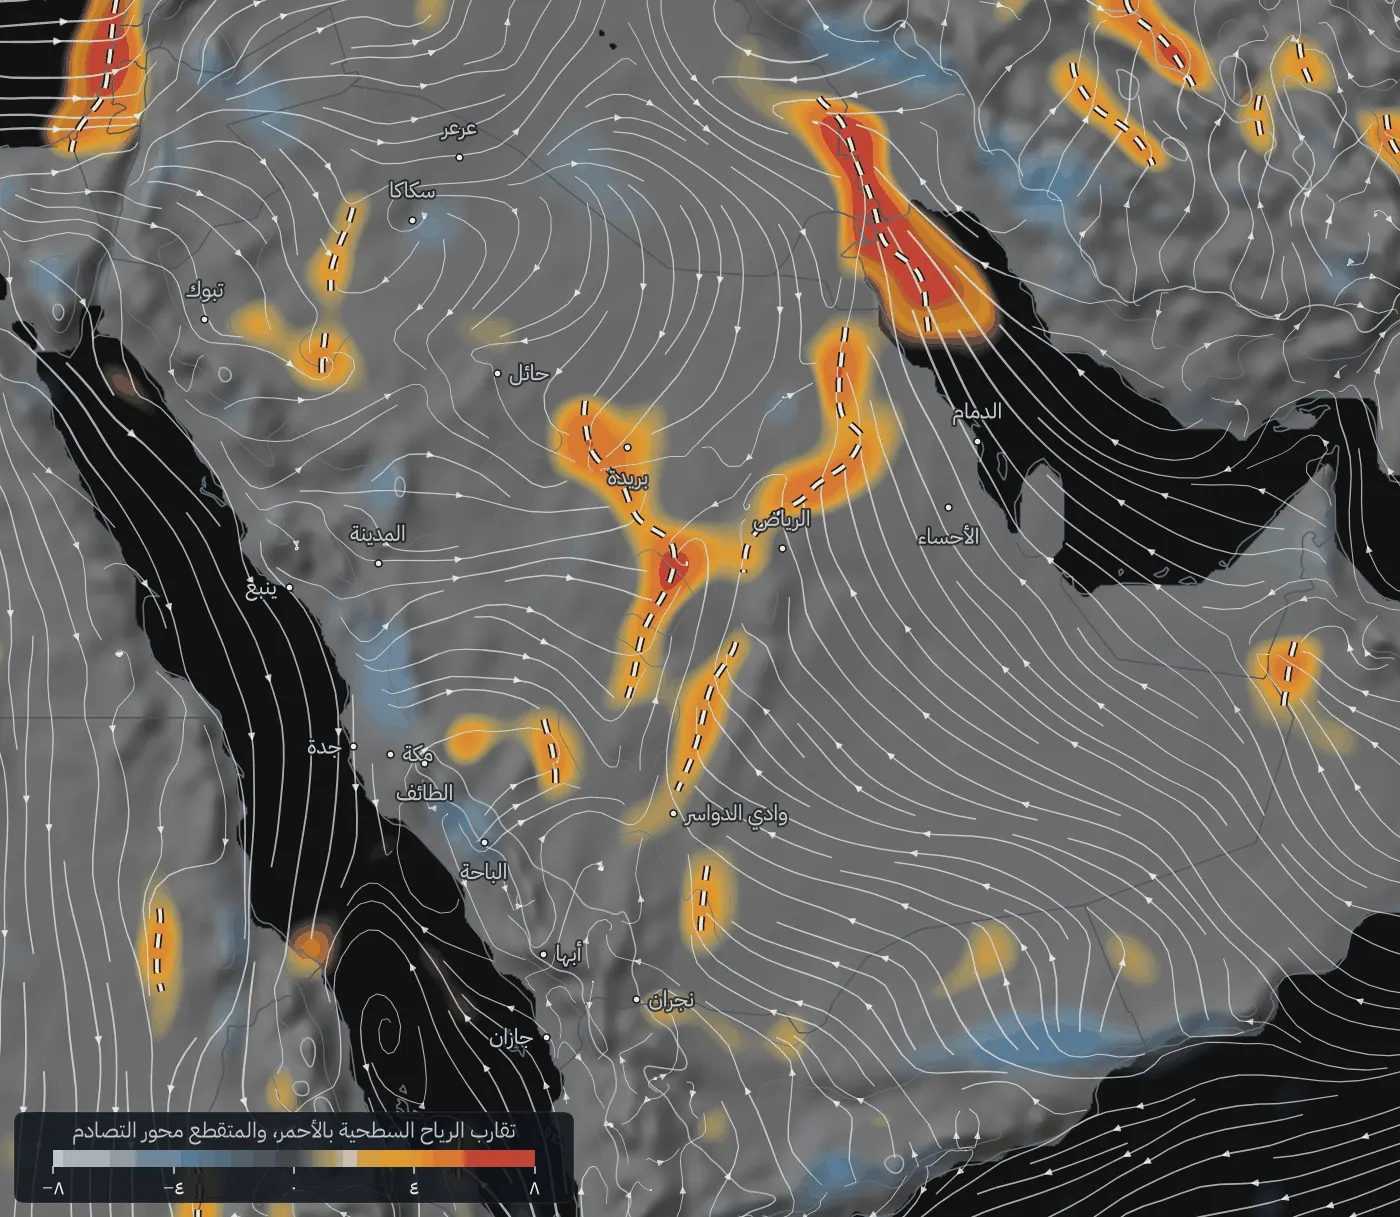 عرعر
سكاكا
تبوك
حائل
الدمام
بريدة
الرياض
المدينة
الأحساء
ينبع
جدة
مكة
الطائف
وادي الدواسر
الباحة
أبها
نجران
جازان
تقارب الرياح السطحية بالأحمر، والمتقطع محور التصادم
−٨ −٤ ٠ ٤ ٨